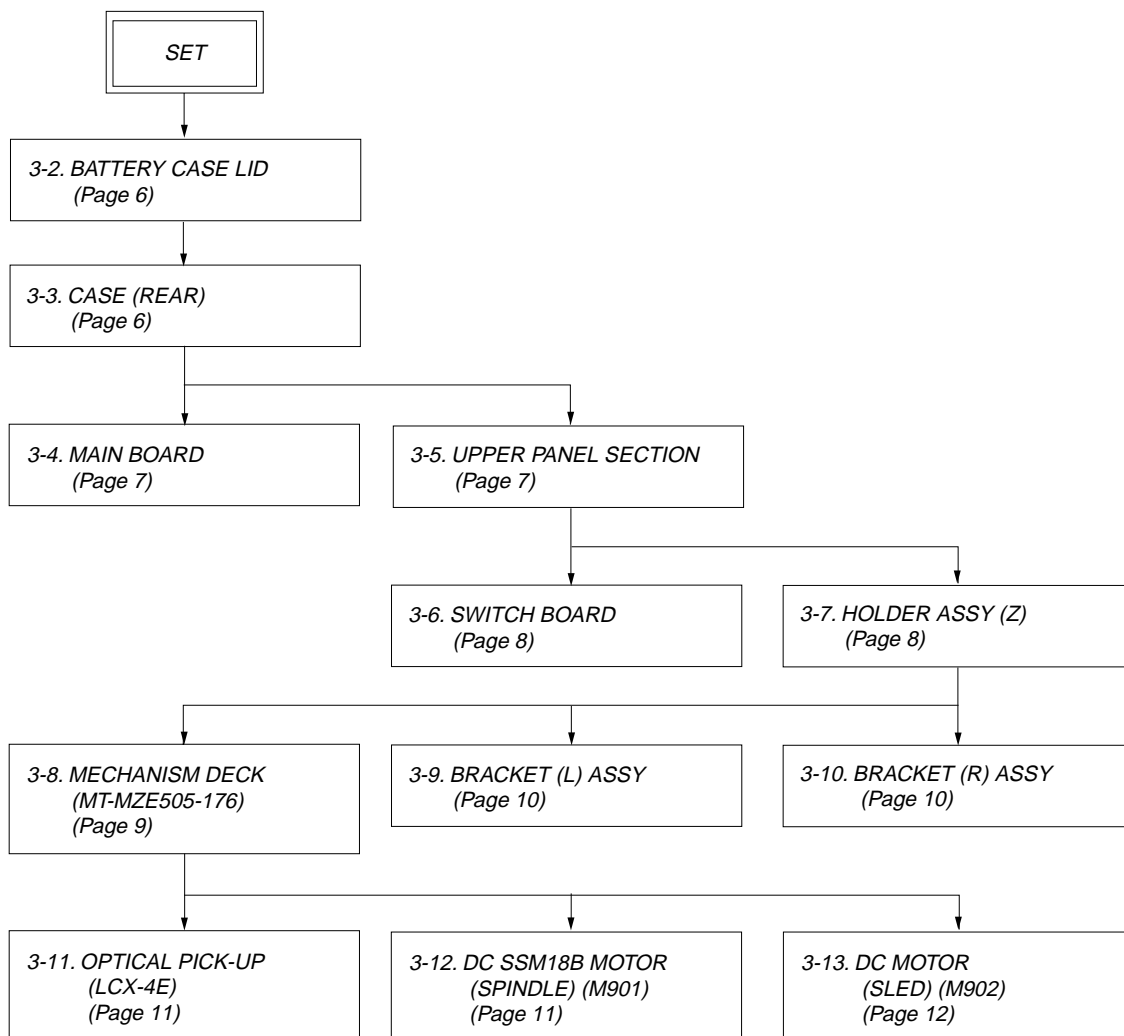 SET
3-2. BATTERY CASE LID
(Page 6)
3-3. CASE (REAR)
(Page 6)
3-4. MAIN BOARD
(Page 7)
3-5. UPPER PANEL SECTION
(Page 7)
3-6. SWITCH BOARD
(Page 8)
3-7. HOLDER ASSY (Z)
(Page 8)
3-8. MECHANISM DECK
(MT-MZE505-176)
(Page 9)
3-9. BRACKET (L) ASSY
(Page 10)
3-10. BRACKET (R) ASSY
(Page 10)
3-11. OPTICAL PICK-UP
(LCX-4E)
(Page 11)
3-12. DC SSM18B MOTOR
(SPINDLE) (M901)
(Page 11)
3-13. DC MOTOR
(SLED) (M902)
(Page 12)